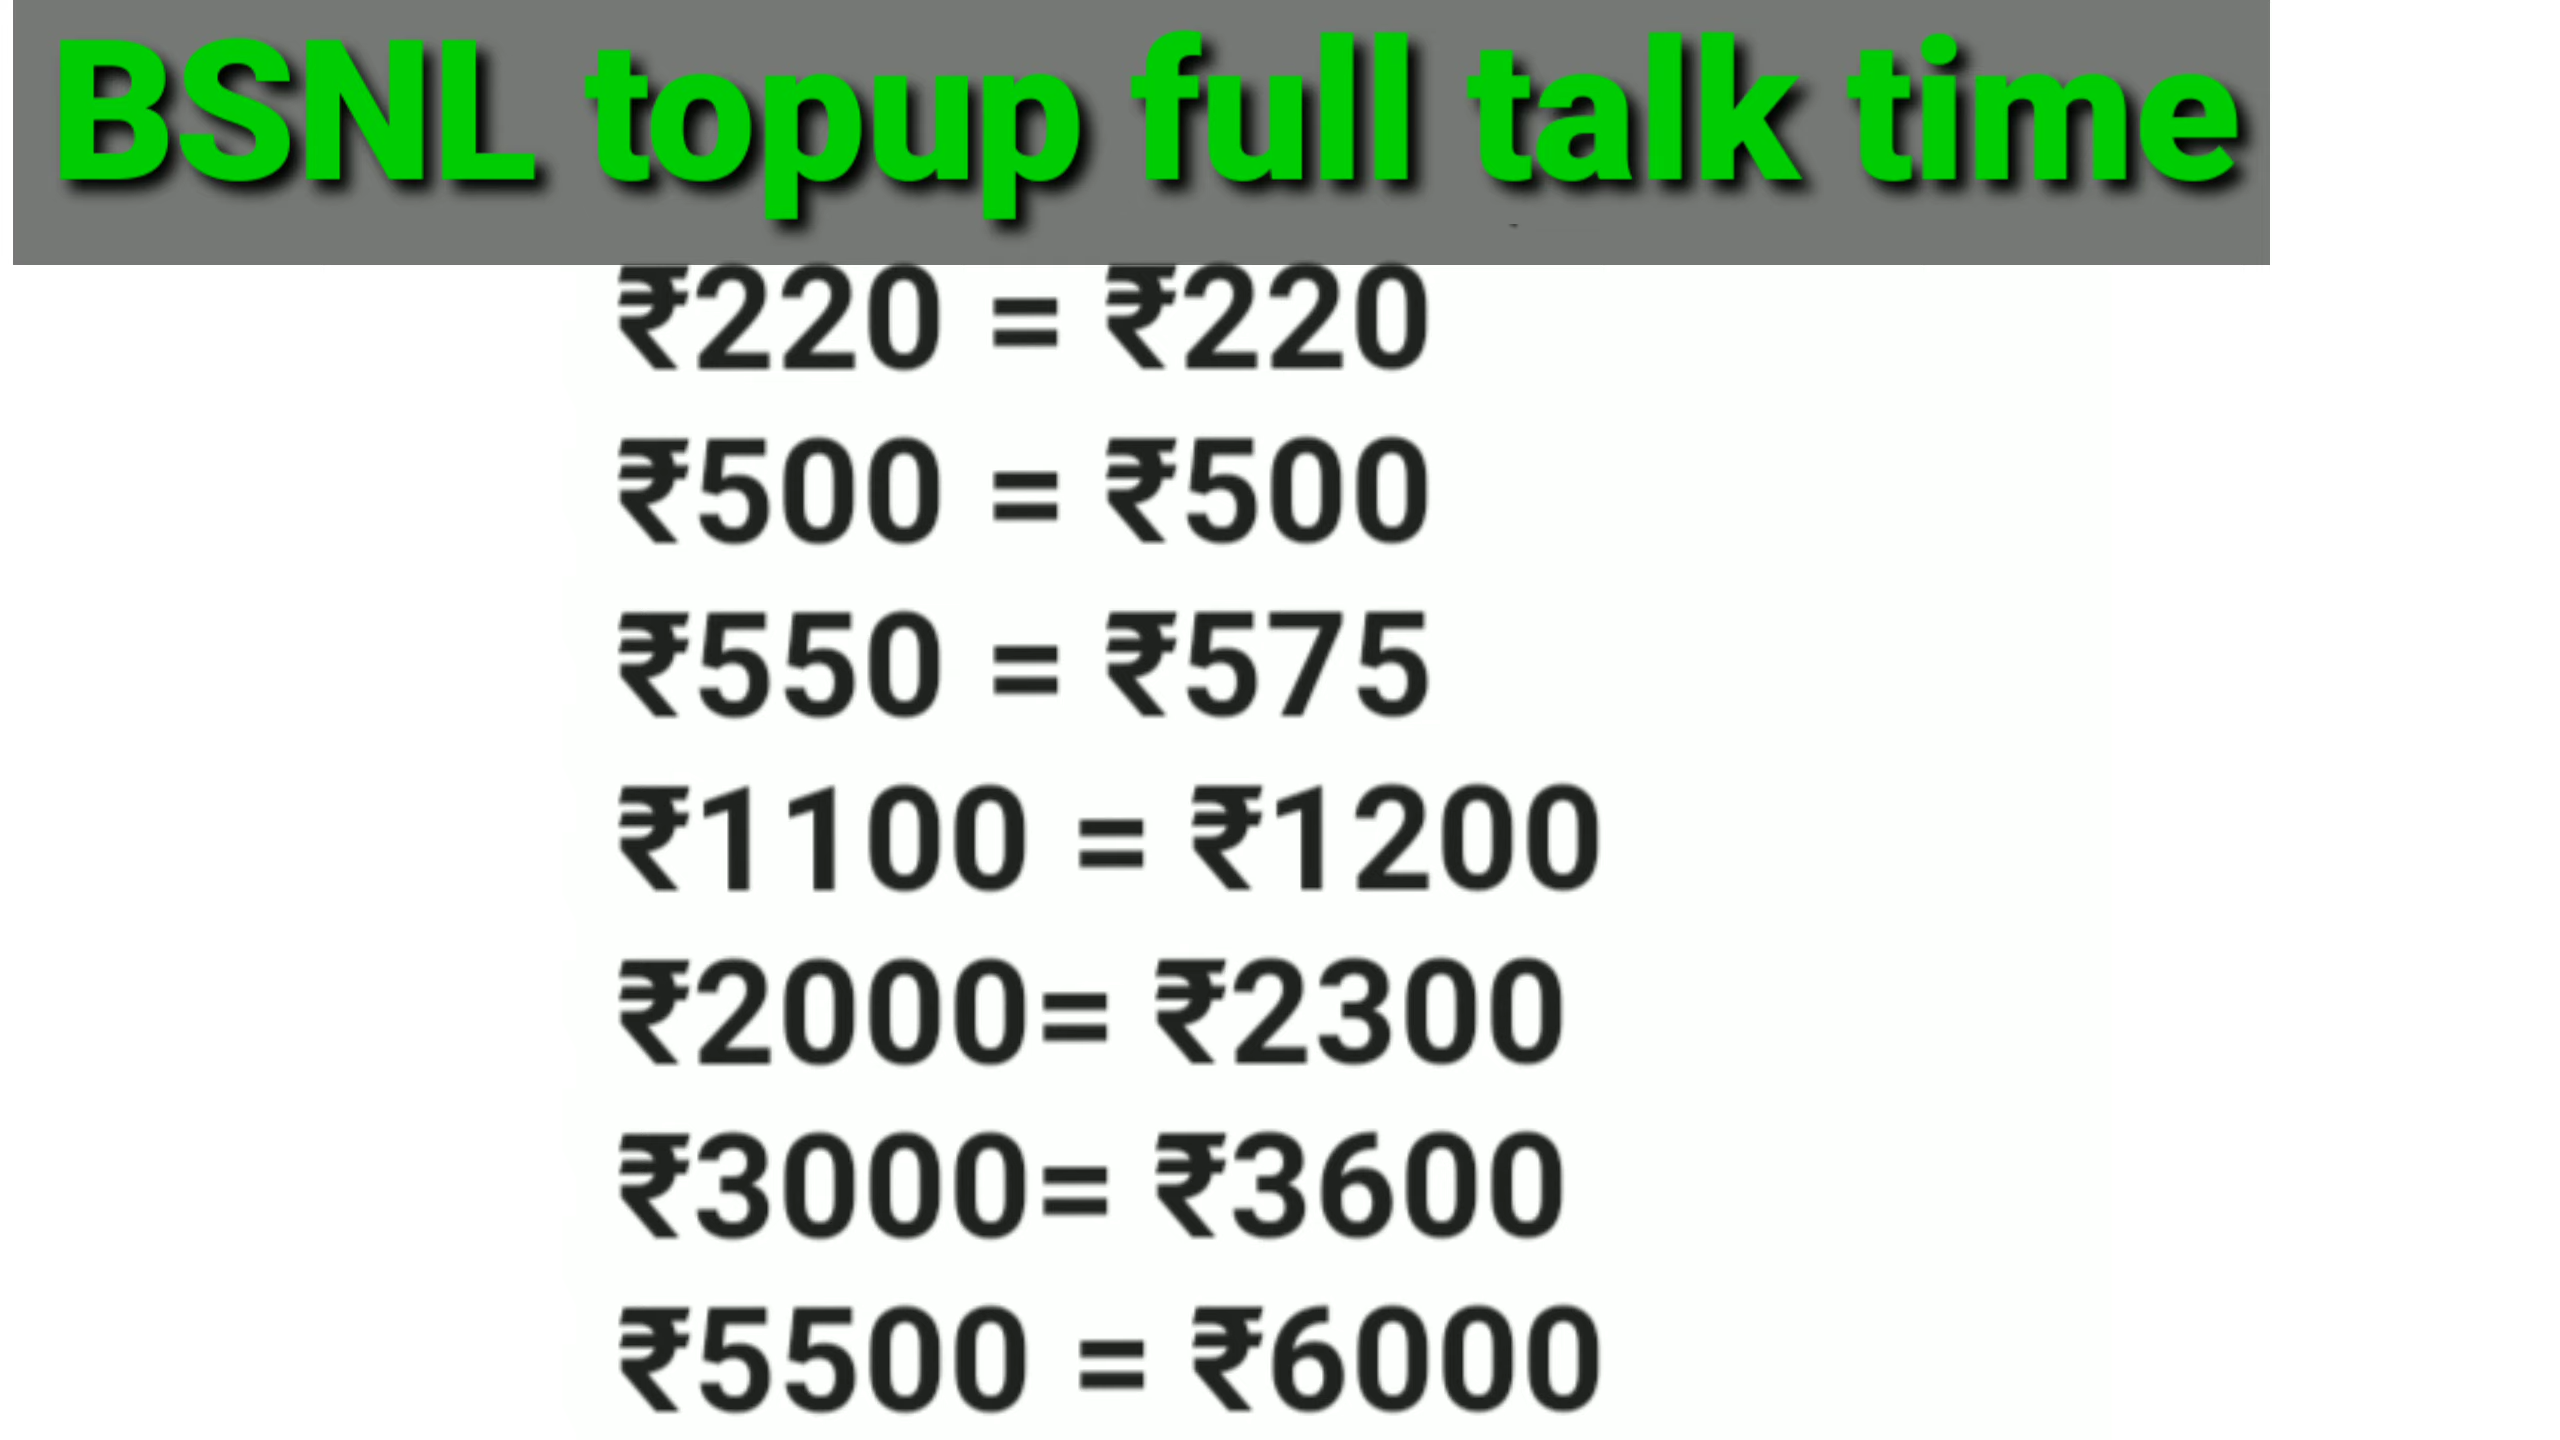 BSNL topup full talk time
₹220 = ₹220
₹500 = ₹500
₹550 = ₹575
₹1100 = ₹1200
₹2000= ₹2300
₹3000= ₹3600
₹5500 = ₹6000